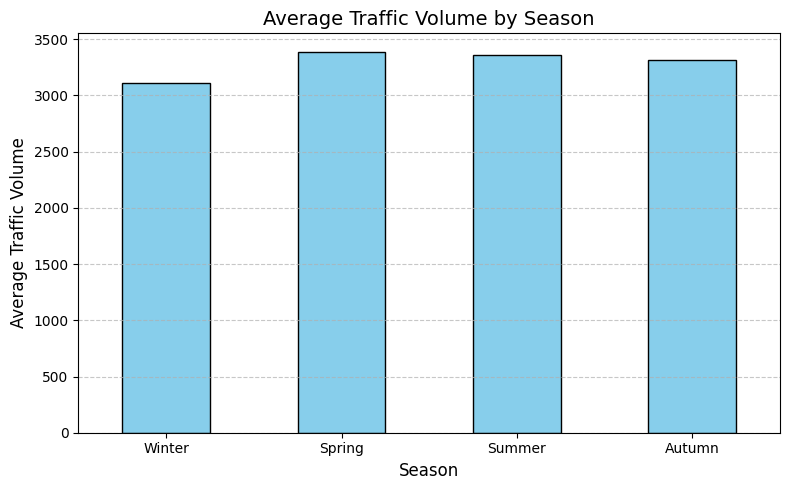 Average Traffic Volume by Season
Average Traffic Volume
3500
3000
2500
2000
1500
1000
500
0
Winter
Spring
Summer
Autumn
Season